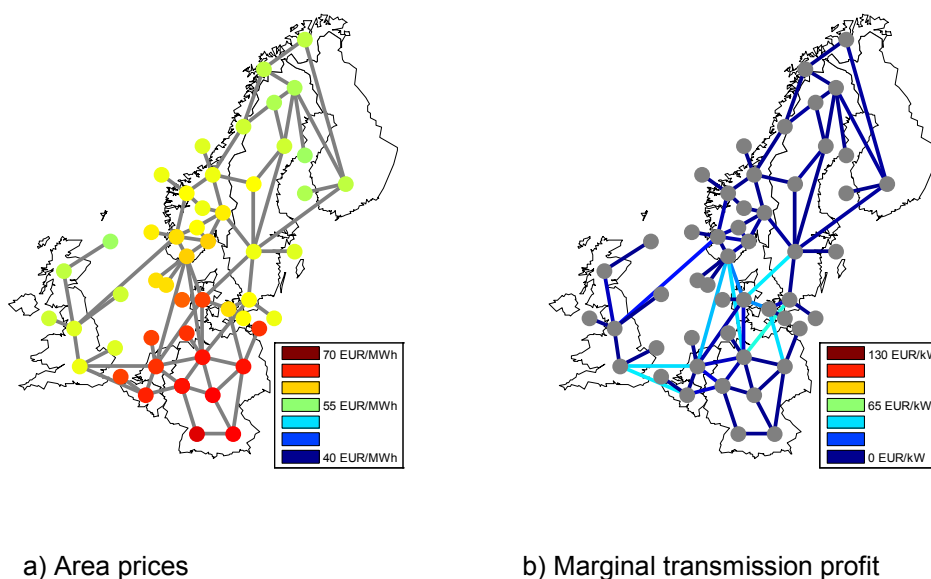 70 EUR/MWh
55 EUR/MWh
40 EUR/MWh
130 EUR/kW
65 EUR/kW
0 EUR/kW
a) Area prices
b) Marginal transmission profit